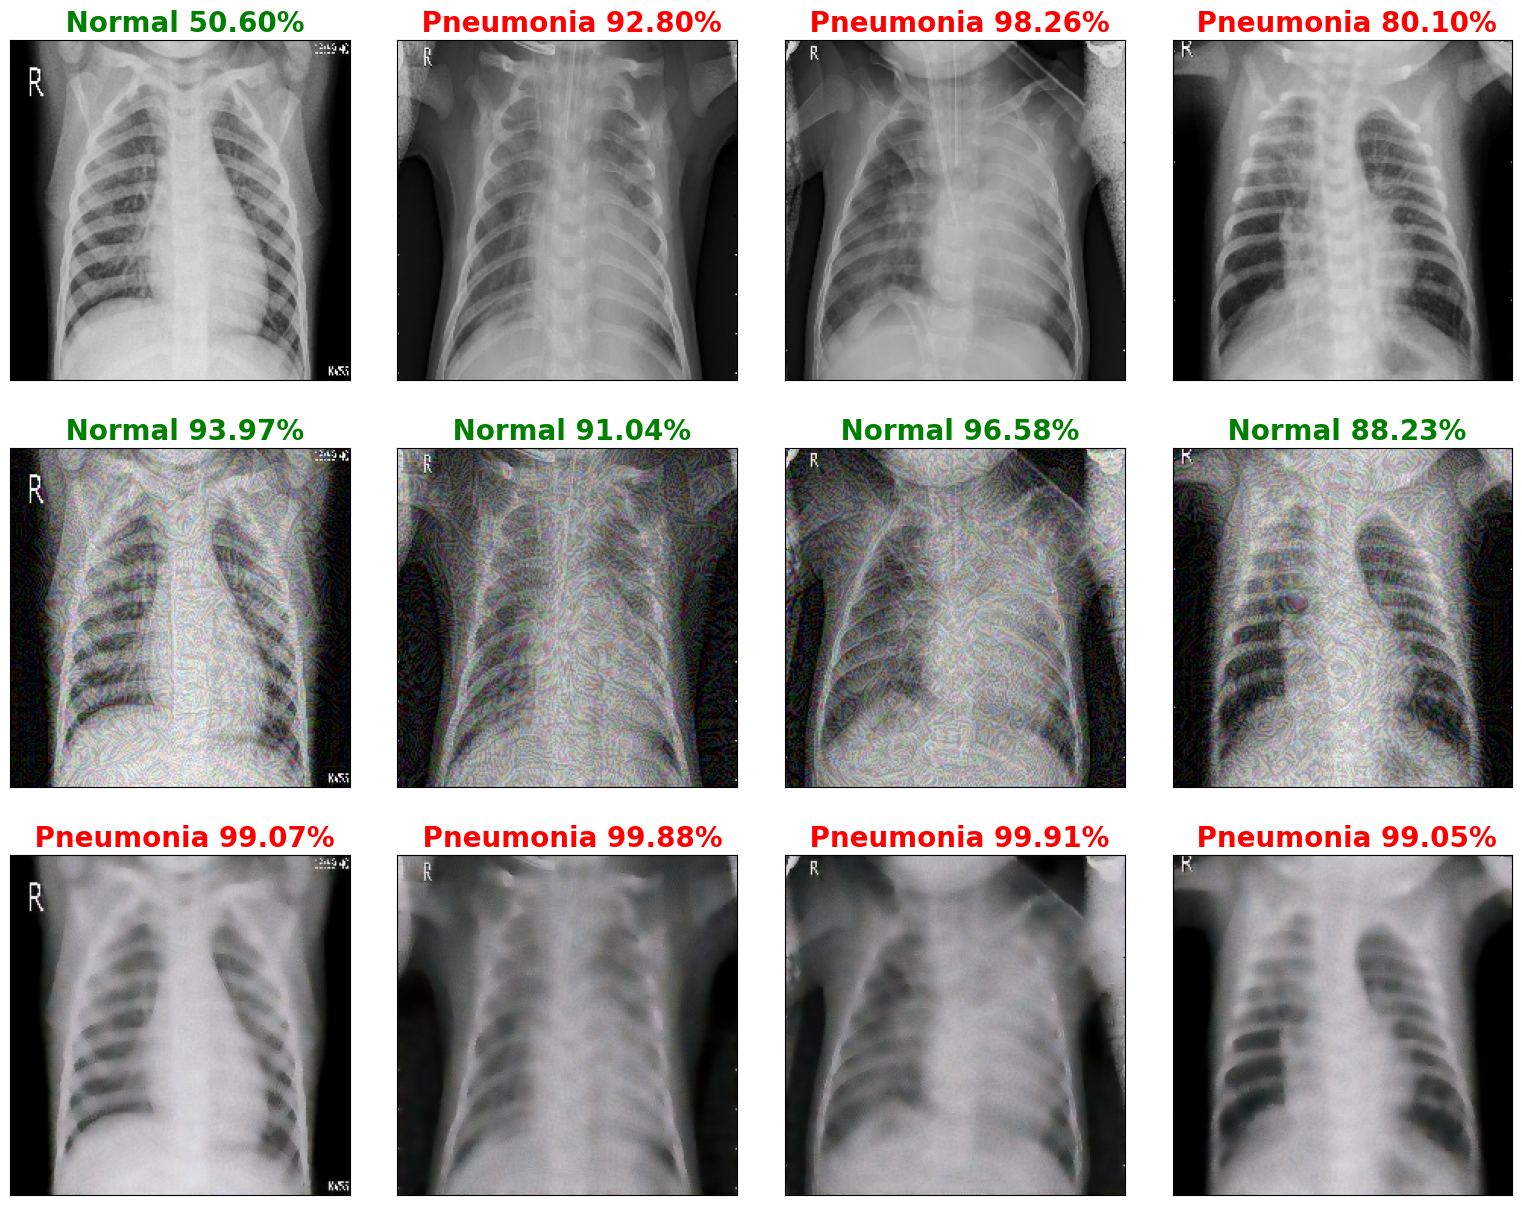 Normal 50.60%
Pneumonia 92.80%
Pneumonia 98.26%
Pneumonia 80.10%
R
R
R
R
Normal 93.97%
Normal 91.04%
Normal 96.58%
Normal 88.23%
R
R
R
R
Pneumonia 99.07%
Pneumonia 99.88%
Pneumonia 99.91%
Pneumonia 99.05%
R
R
R
R